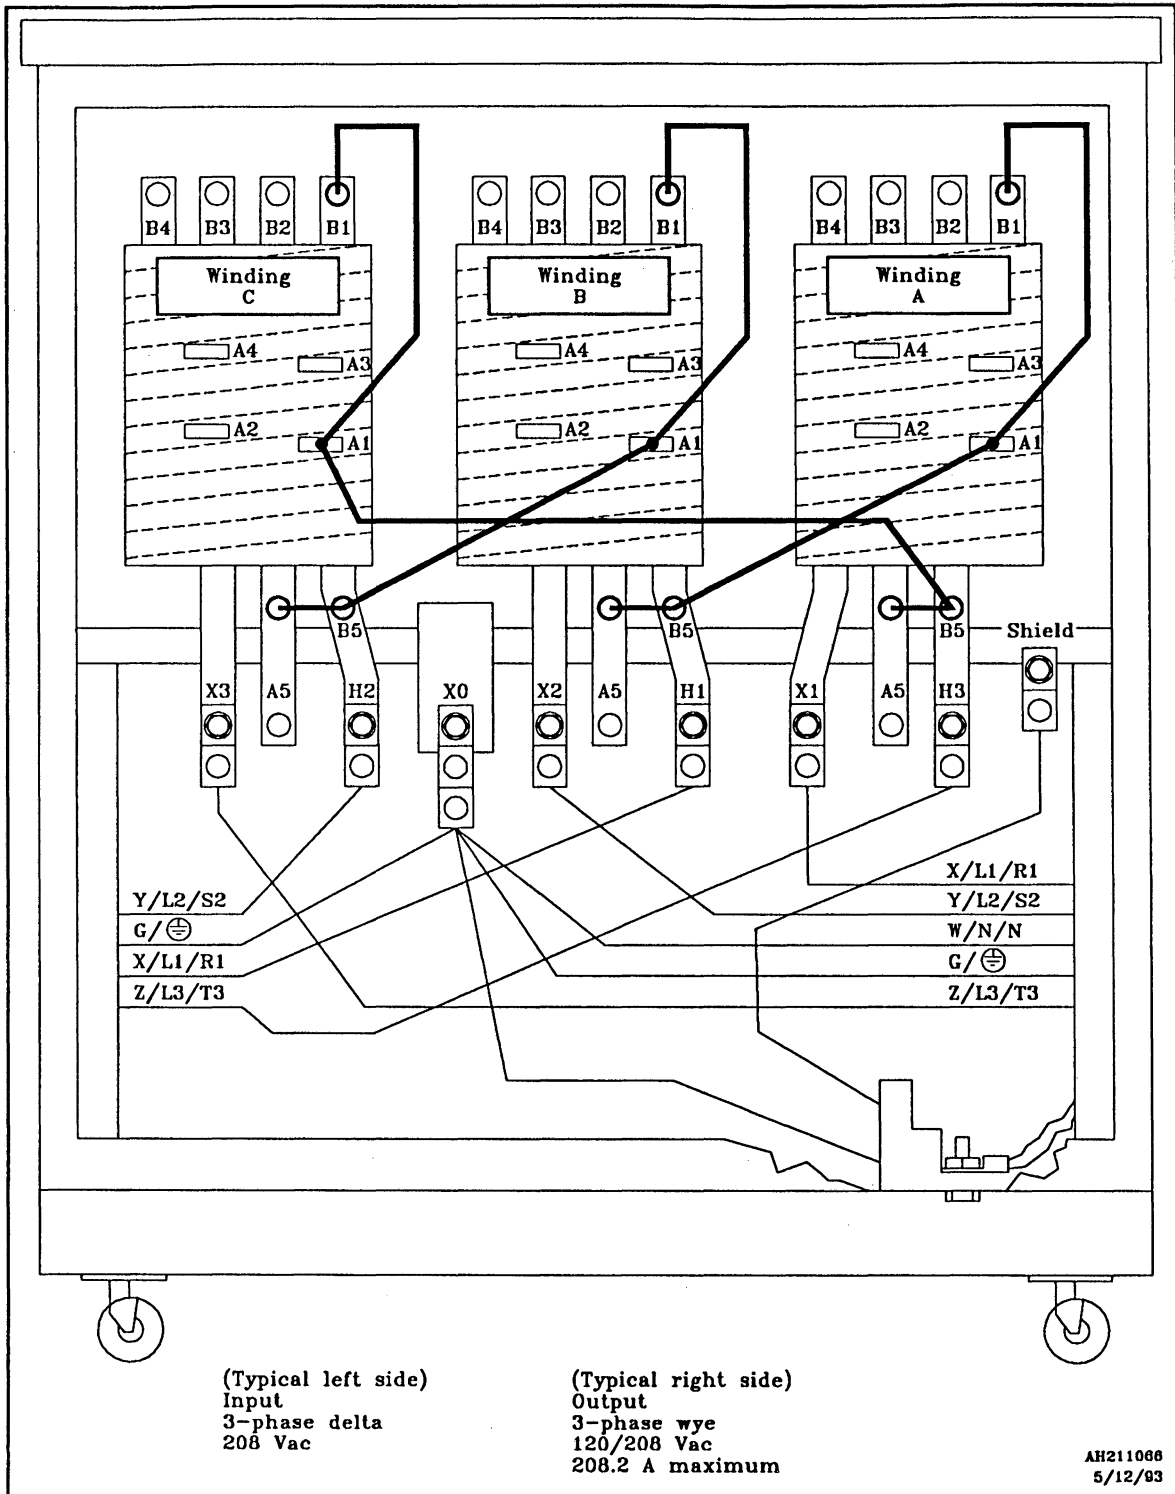 B4 B3 B2 B1 B4 B3 B2 B1 B4 B3 B2 B1
Winding
C
Winding
B
Winding
A
A4 A3 A4 A3 A4 A3
A2 A1 A2 A1 A2 A1
B5 B5 B5 Shield
X3 A5 H2 X0 X2 A5 H1 X1 A5 H3
Y/L2/S2
G/⏚
X/L1/R1
Z/L3/T3
X/L1/R1
Y/L2/S2
W/N/N
G/⏚
Z/L3/T3
(Typical left side)
Input
3-phase delta
208 Vac
(Typical right side)
Output
3-phase wye
120/208 Vac
208.2 A maximum
AH211066
5/12/93